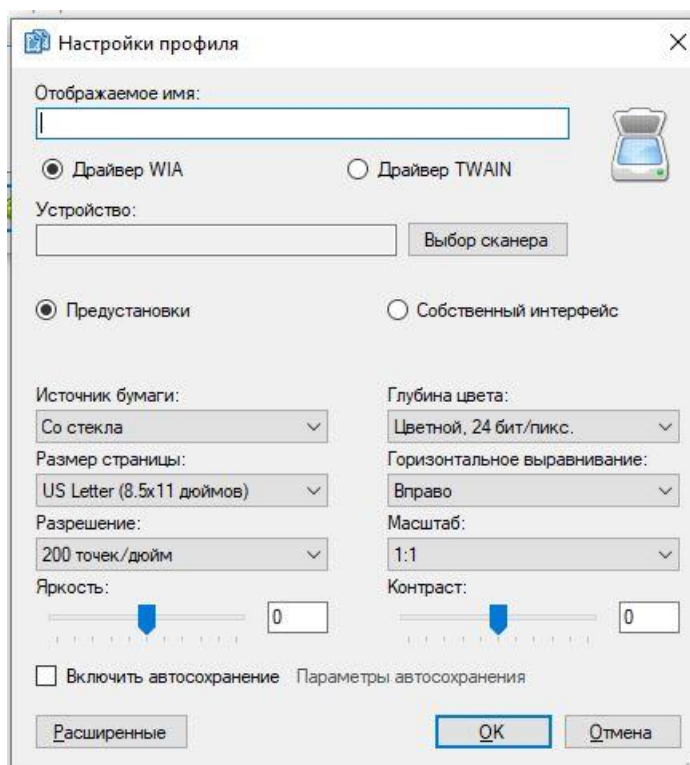 Настройки профиля
Отображаемое имя:
Драйвер WIA Драйвер TWAIN
Устройство:
Выбор сканера
Предустановки Собственный интерфейс
Источник бумаги: Глубина цвета:
Со стекла Цветной, 24 бит/пикс.
Размер страницы: Горизонтальное выравнивание:
US Letter (8.5x11 дюймов) Вправо
Разрешение: Масштаб:
200 точек/дюйм 1:1
Яркость: Контраст:
0 0
Включить автосохранение Параметры автосохранения
Расширенные OK Отмена